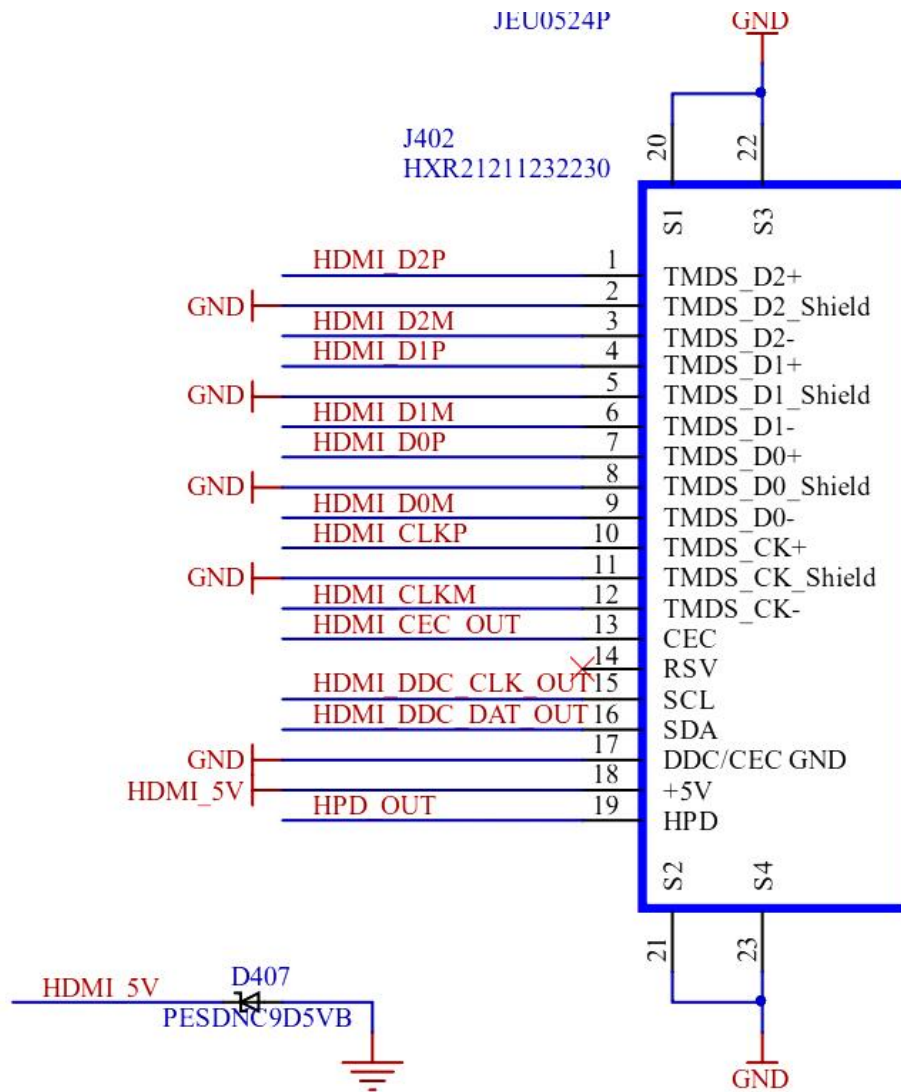 JEU0524P
GND
J402
HXR21211232230
20
22
S1
S3
HDMI_D2P 1 TMDS_D2+
GND 2 TMDS_D2_Shield
HDMI_D2M 3 TMDS_D2-
HDMI_D1P 4 TMDS_D1+
GND 5 TMDS_D1_Shield
HDMI_D1M 6 TMDS_D1-
HDMI_D0P 7 TMDS_D0+
GND 8 TMDS_D0_Shield
HDMI_D0M 9 TMDS_D0-
HDMI_CLKP 10 TMDS_CK+
GND 11 TMDS_CK_Shield
HDMI_CLKM 12 TMDS_CK-
HDMI_CEC_OUT 13 CEC
14 RSV
HDMI_DDC_CLK_OUT 15 SCL
HDMI_DDC_DAT_OUT 16 SDA
GND 17 DDC/CEC GND
HDMI_5V 18 +5V
HPD_OUT 19 HPD
S2
S4
21
23
D407
HDMI_5V
PESDNC9D5VB
GND